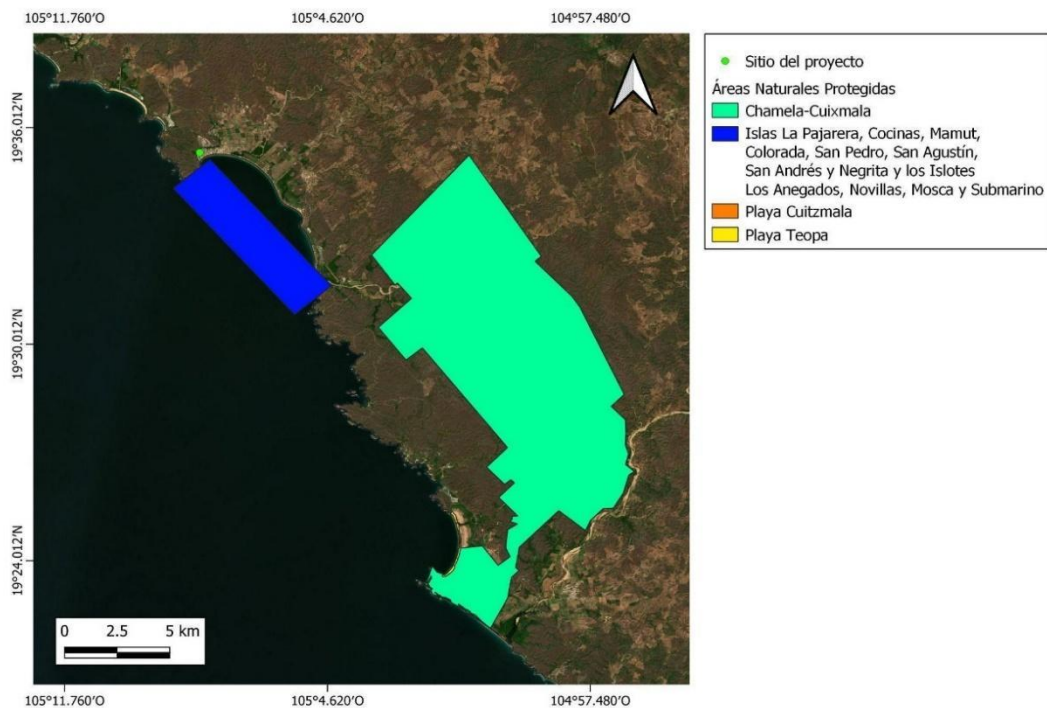 105°11.760'O
105°4.620'O
104°57.480'O
19°36.012'N
19°30.012'N
19°24.012'N
0 2.5 5 km
105°11.760'O
105°4.620'O
104°57.480'O
Sitio del proyecto
Áreas Naturales Protegidas
Chamela-Cuixmala
Islas La Pajarera, Cocinas, Mamut,
Colorada, San Pedro, San Agustín,
San Andrés y Negrita y los Islotes
Los Anegados, Novillas, Mosca y Submarino
Playa Cuitzmala
Playa Teopa